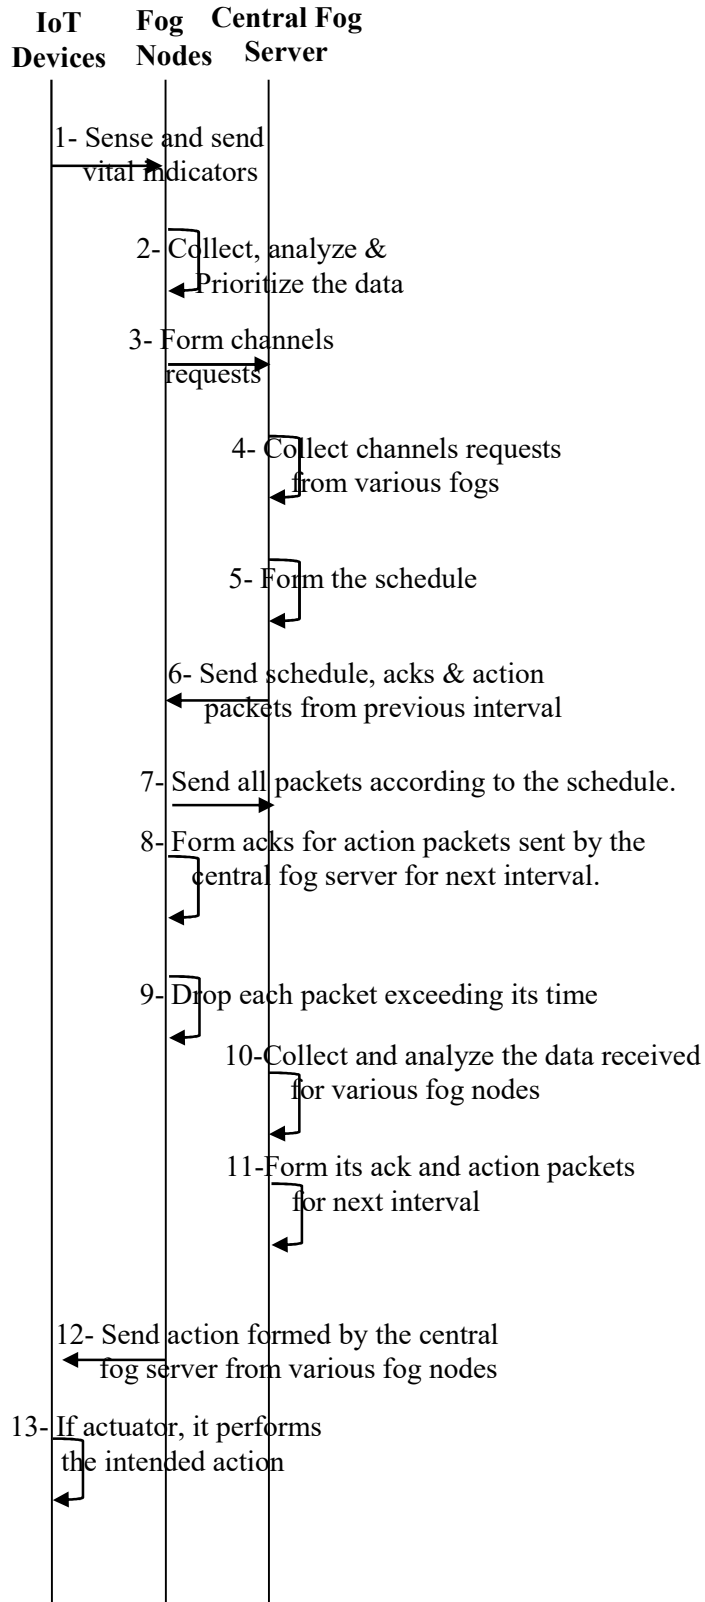 IoT
Devices
Fog
Nodes
Central Fog
Server
1- Sense and send
vital indicators
2- Collect, analyze &
Prioritize the data
3- Form channels
requests
4- Collect channels requests
from various fogs
5- Form the schedule
6- Send schedule, acks & action
packets from previous interval
7- Send all packets according to the schedule.
8- Form acks for action packets sent by the
central fog server for next interval.
9- Drop each packet exceeding its time
10-Collect and analyze the data received
for various fog nodes
11-Form its ack and action packets
for next interval
12- Send action formed by the central
fog server from various fog nodes
13- If actuator, it performs
the intended action